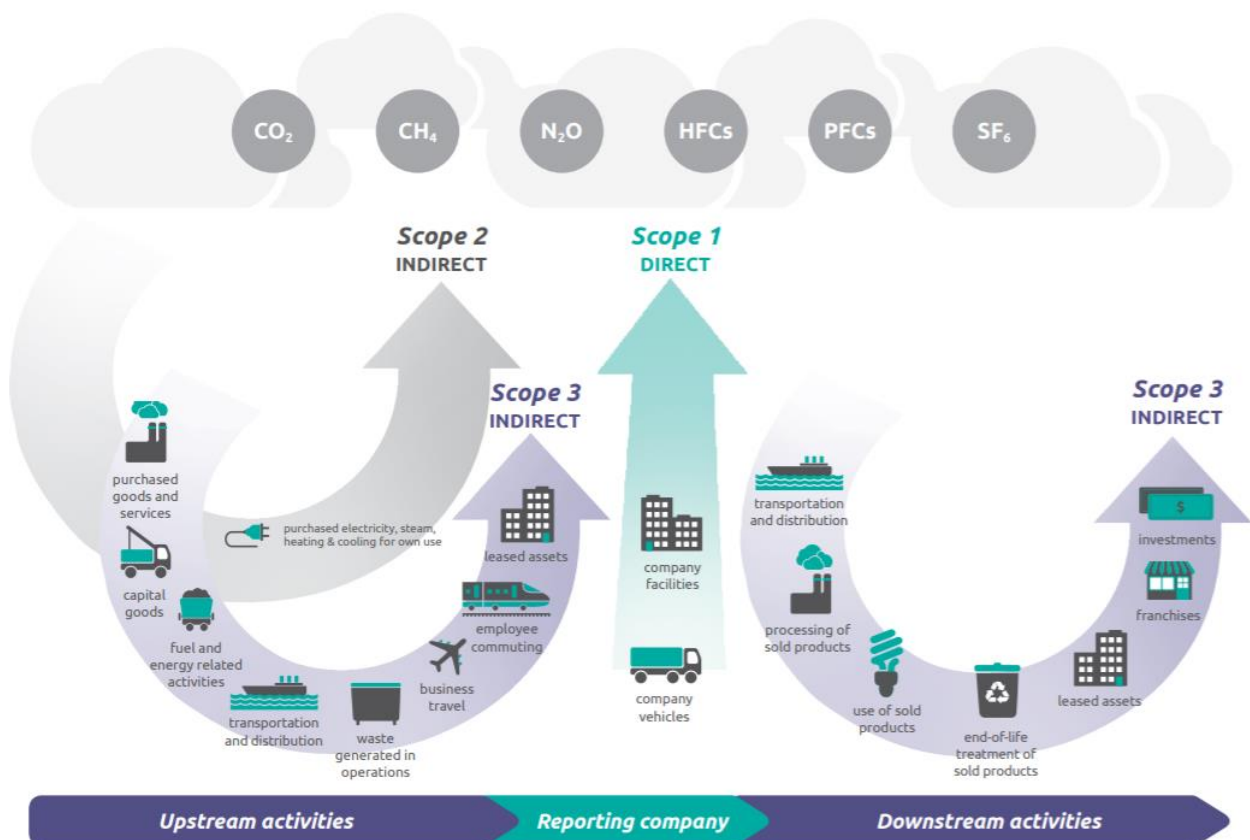 CO₂
CH₄
N₂O
HFCs
PFCs
SF₆
Scope 2
INDIRECT
Scope 1
DIRECT
Scope 3
INDIRECT
Scope 3
INDIRECT
purchased
goods and
services
capital
goods
fuel and
energy related
activities
transportation
and distribution
waste
generated in
operations
business
travel
employee
commuting
leased assets
purchased electricity, steam,
heating & cooling for own use
company
facilities
company
vehicles
transportation
and distribution
processing of
sold products
use of sold
products
end-of-life
treatment of
sold products
leased assets
franchises
$
investments
Upstream activities
Reporting company
Downstream activities